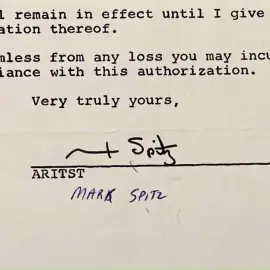 l remain in effect until I give
ation thereof.
mless from any loss you may incu
iance with this authorization.
Very truly yours,
Spitz
ARITST
MARK SPITZ